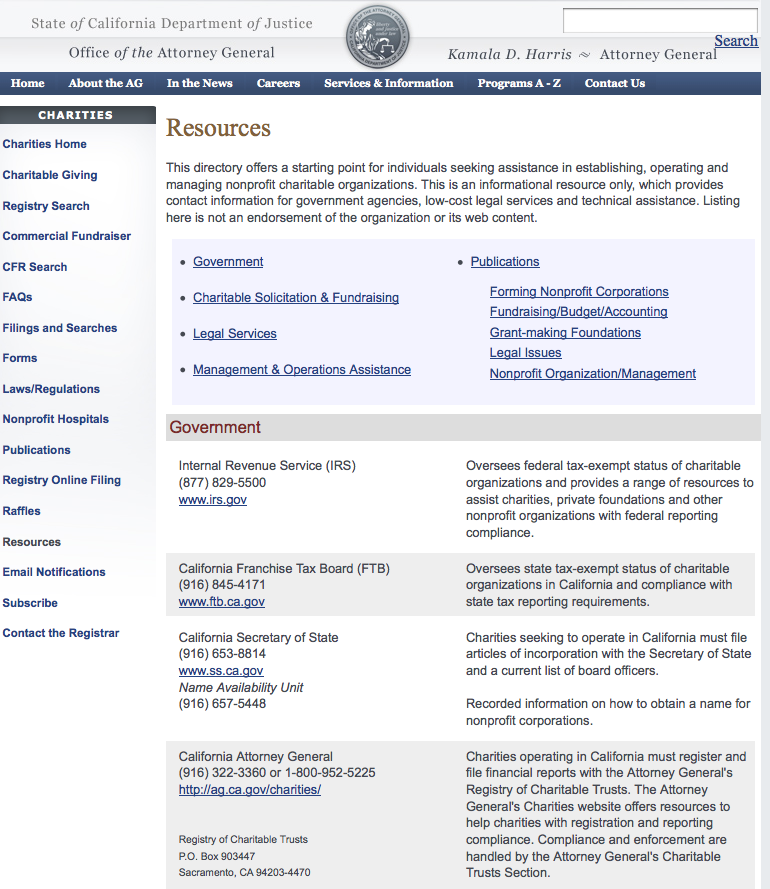 State of California Department of Justice
Office of the Attorney General
Kamala D. Harris ~ Attorney General
Search
Home About the AG In the News Careers Services & Information Programs A - Z Contact Us
CHARITIES
Charities Home
Charitable Giving
Registry Search
Commercial Fundraiser
CFR Search
FAQs
Filings and Searches
Forms
Laws/Regulations
Nonprofit Hospitals
Publications
Registry Online Filing
Raffles
Resources
Email Notifications
Subscribe
Contact the Registrar
Resources
This directory offers a starting point for individuals seeking assistance in establishing, operating and
managing nonprofit charitable organizations. This is an informational resource only, which provides
contact information for government agencies, low-cost legal services and technical assistance. Listing
here is not an endorsement of the organization or its web content.
• Government
• Charitable Solicitation & Fundraising
• Legal Services
• Management & Operations Assistance
• Publications
Forming Nonprofit Corporations
Fundraising/Budget/Accounting
Grant-making Foundations
Legal Issues
Nonprofit Organization/Management
Government
Internal Revenue Service (IRS)
(877) 829-5500
www.irs.gov
Oversees federal tax-exempt status of charitable
organizations and provides a range of resources to
assist charities, private foundations and other
nonprofit organizations with federal reporting
compliance.
California Franchise Tax Board (FTB)
(916) 845-4171
www.ftb.ca.gov
Oversees state tax-exempt status of charitable
organizations in California and compliance with
state tax reporting requirements.
California Secretary of State
(916) 653-8814
www.ss.ca.gov
Name Availability Unit
(916) 657-5448
Charities seeking to operate in California must file
articles of incorporation with the Secretary of State
and a current list of board officers.
Recorded information on how to obtain a name for
nonprofit corporations.
California Attorney General
(916) 322-3360 or 1-800-952-5225
http://ag.ca.gov/charities/
Registry of Charitable Trusts
P.O. Box 903447
Sacramento, CA 94203-4470
Charities operating in California must register and
file financial reports with the Attorney General's
Registry of Charitable Trusts. The Attorney
General's Charities website offers resources to
help charities with registration and reporting
compliance. Compliance and enforcement are
handled by the Attorney General's Charitable
Trusts Section.